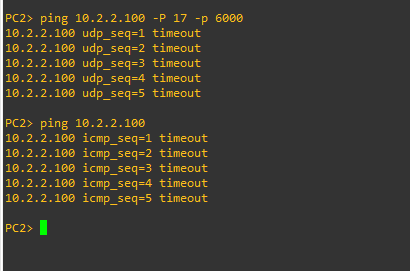 PC2> ping 10.2.2.100 -P 17 -p 6000
10.2.2.100 udp_seq=1 timeout
10.2.2.100 udp_seq=2 timeout
10.2.2.100 udp_seq=3 timeout
10.2.2.100 udp_seq=4 timeout
10.2.2.100 udp_seq=5 timeout
PC2> ping 10.2.2.100
10.2.2.100 icmp_seq=1 timeout
10.2.2.100 icmp_seq=2 timeout
10.2.2.100 icmp_seq=3 timeout
10.2.2.100 icmp_seq=4 timeout
10.2.2.100 icmp_seq=5 timeout
PC2>